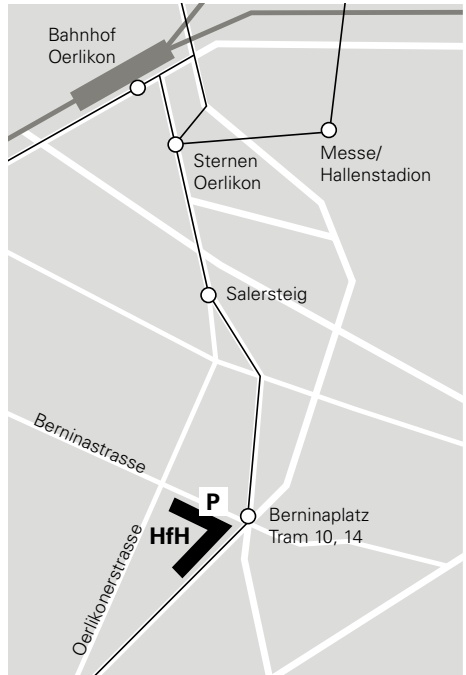 Bahnhof
Oerlikon
Sternen
Oerlikon
Messe/
Hallenstadion
Salersteig
Berninastrasse
P
HfH
Berninaplatz
Tram 10, 14
Oerlikonerstrasse